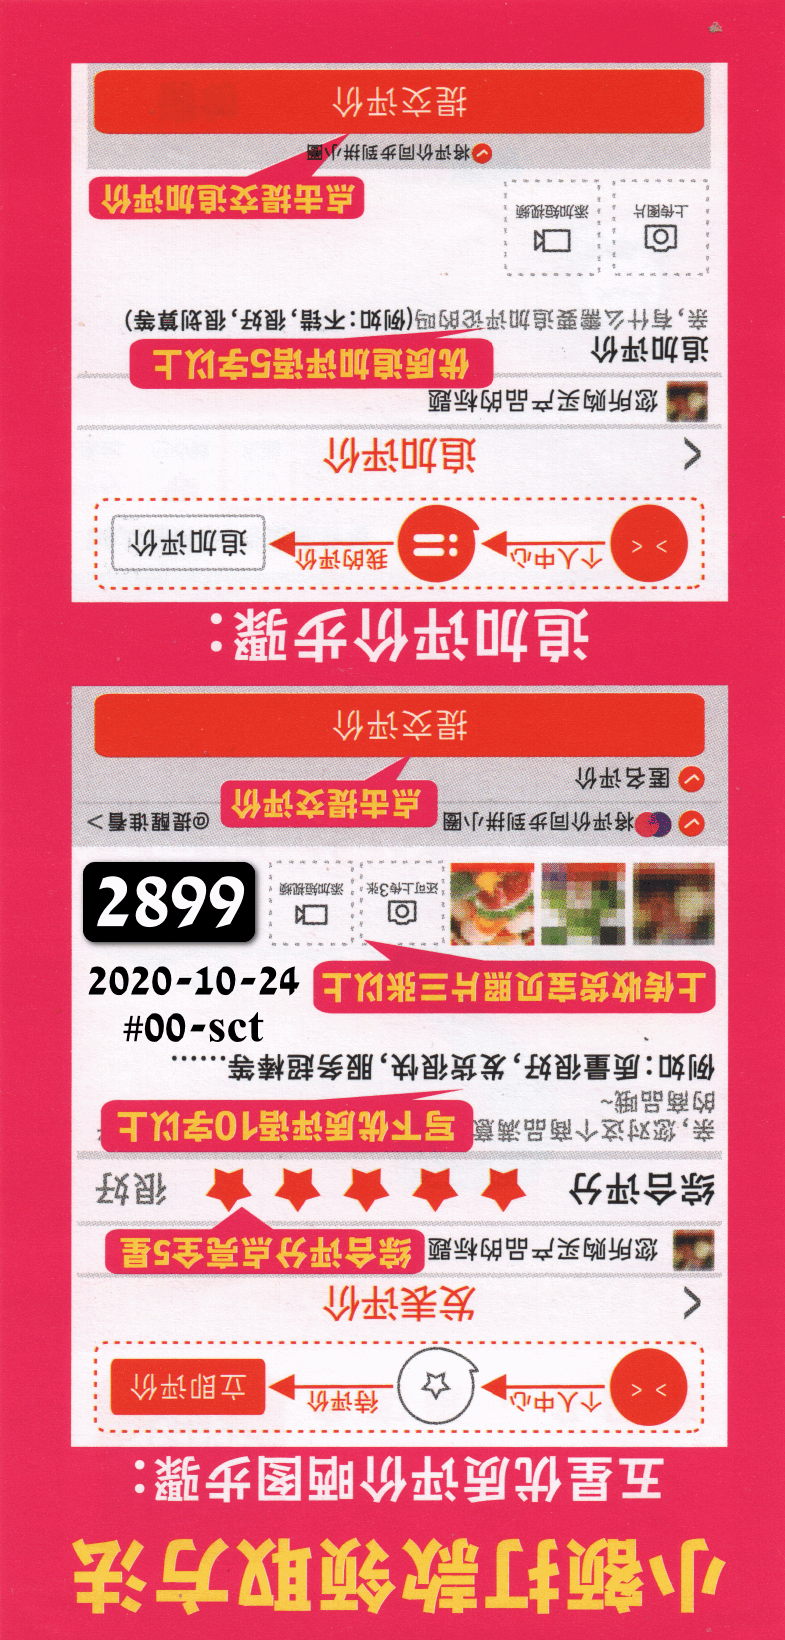 小额打款领取方法
五星优质评价晒图步骤：
个人中心
待评价
立即评价
发表评价
您所购买产品的标题
综合评分点亮全5星
综合评分
很好
亲,您对这个商品满意
的商品哦~
写下优质评语10字以上
例如：质量很好，发货很快，服务超棒等......
上传收货宝贝照片三张以上
还可上传3张
添加短视频
#00-sct
2020-10-24
2899
将评价同步到拼小圈
@提醒谁看>
匿名评价
点击提交评价
提交评价
追加评价步骤：
个人中心
我的评价
追加评价
追加评价
您所购买产品的标题
追加评价
优质追加评语5字以上
亲,有什么需要追加评论的吗(例如：不错,很好,很划算等)
上传图片
添加短视频
点击提交追加评价
将评价同步到拼小圈
提交评价